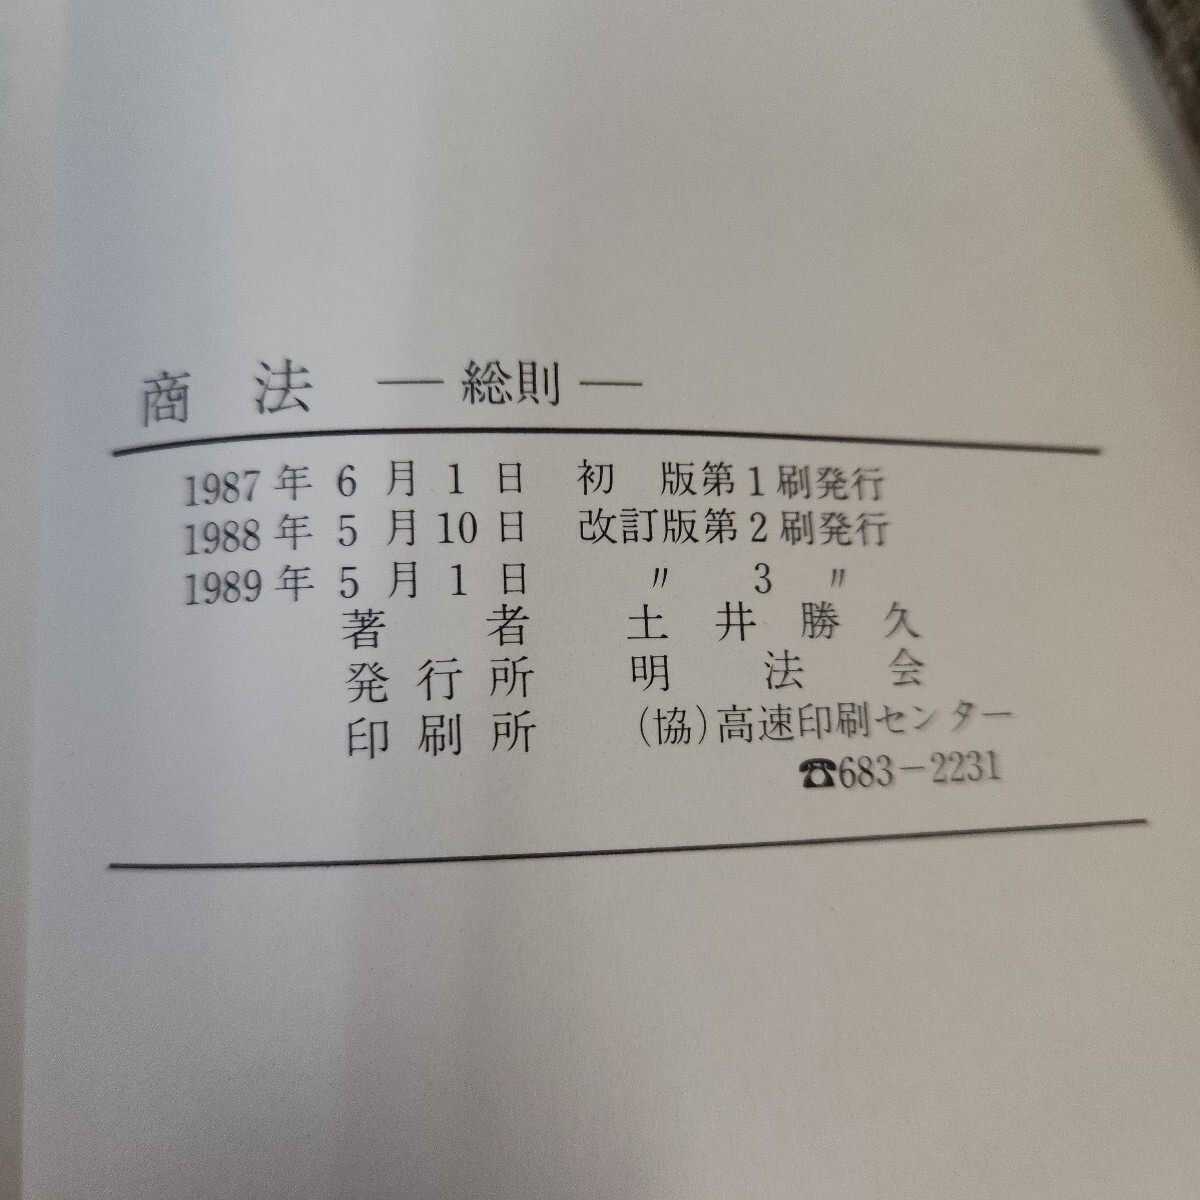 商　法　―総則―
1987年 6 月 1 日　初　版第1刷発行
1988年 5 月10日　改訂版第2刷発行
1989年 5 月 1 日　〃　3　〃
著　者　土井勝久
発行所　明　法　会
印刷所　(協)高速印刷センター
☎683-2231